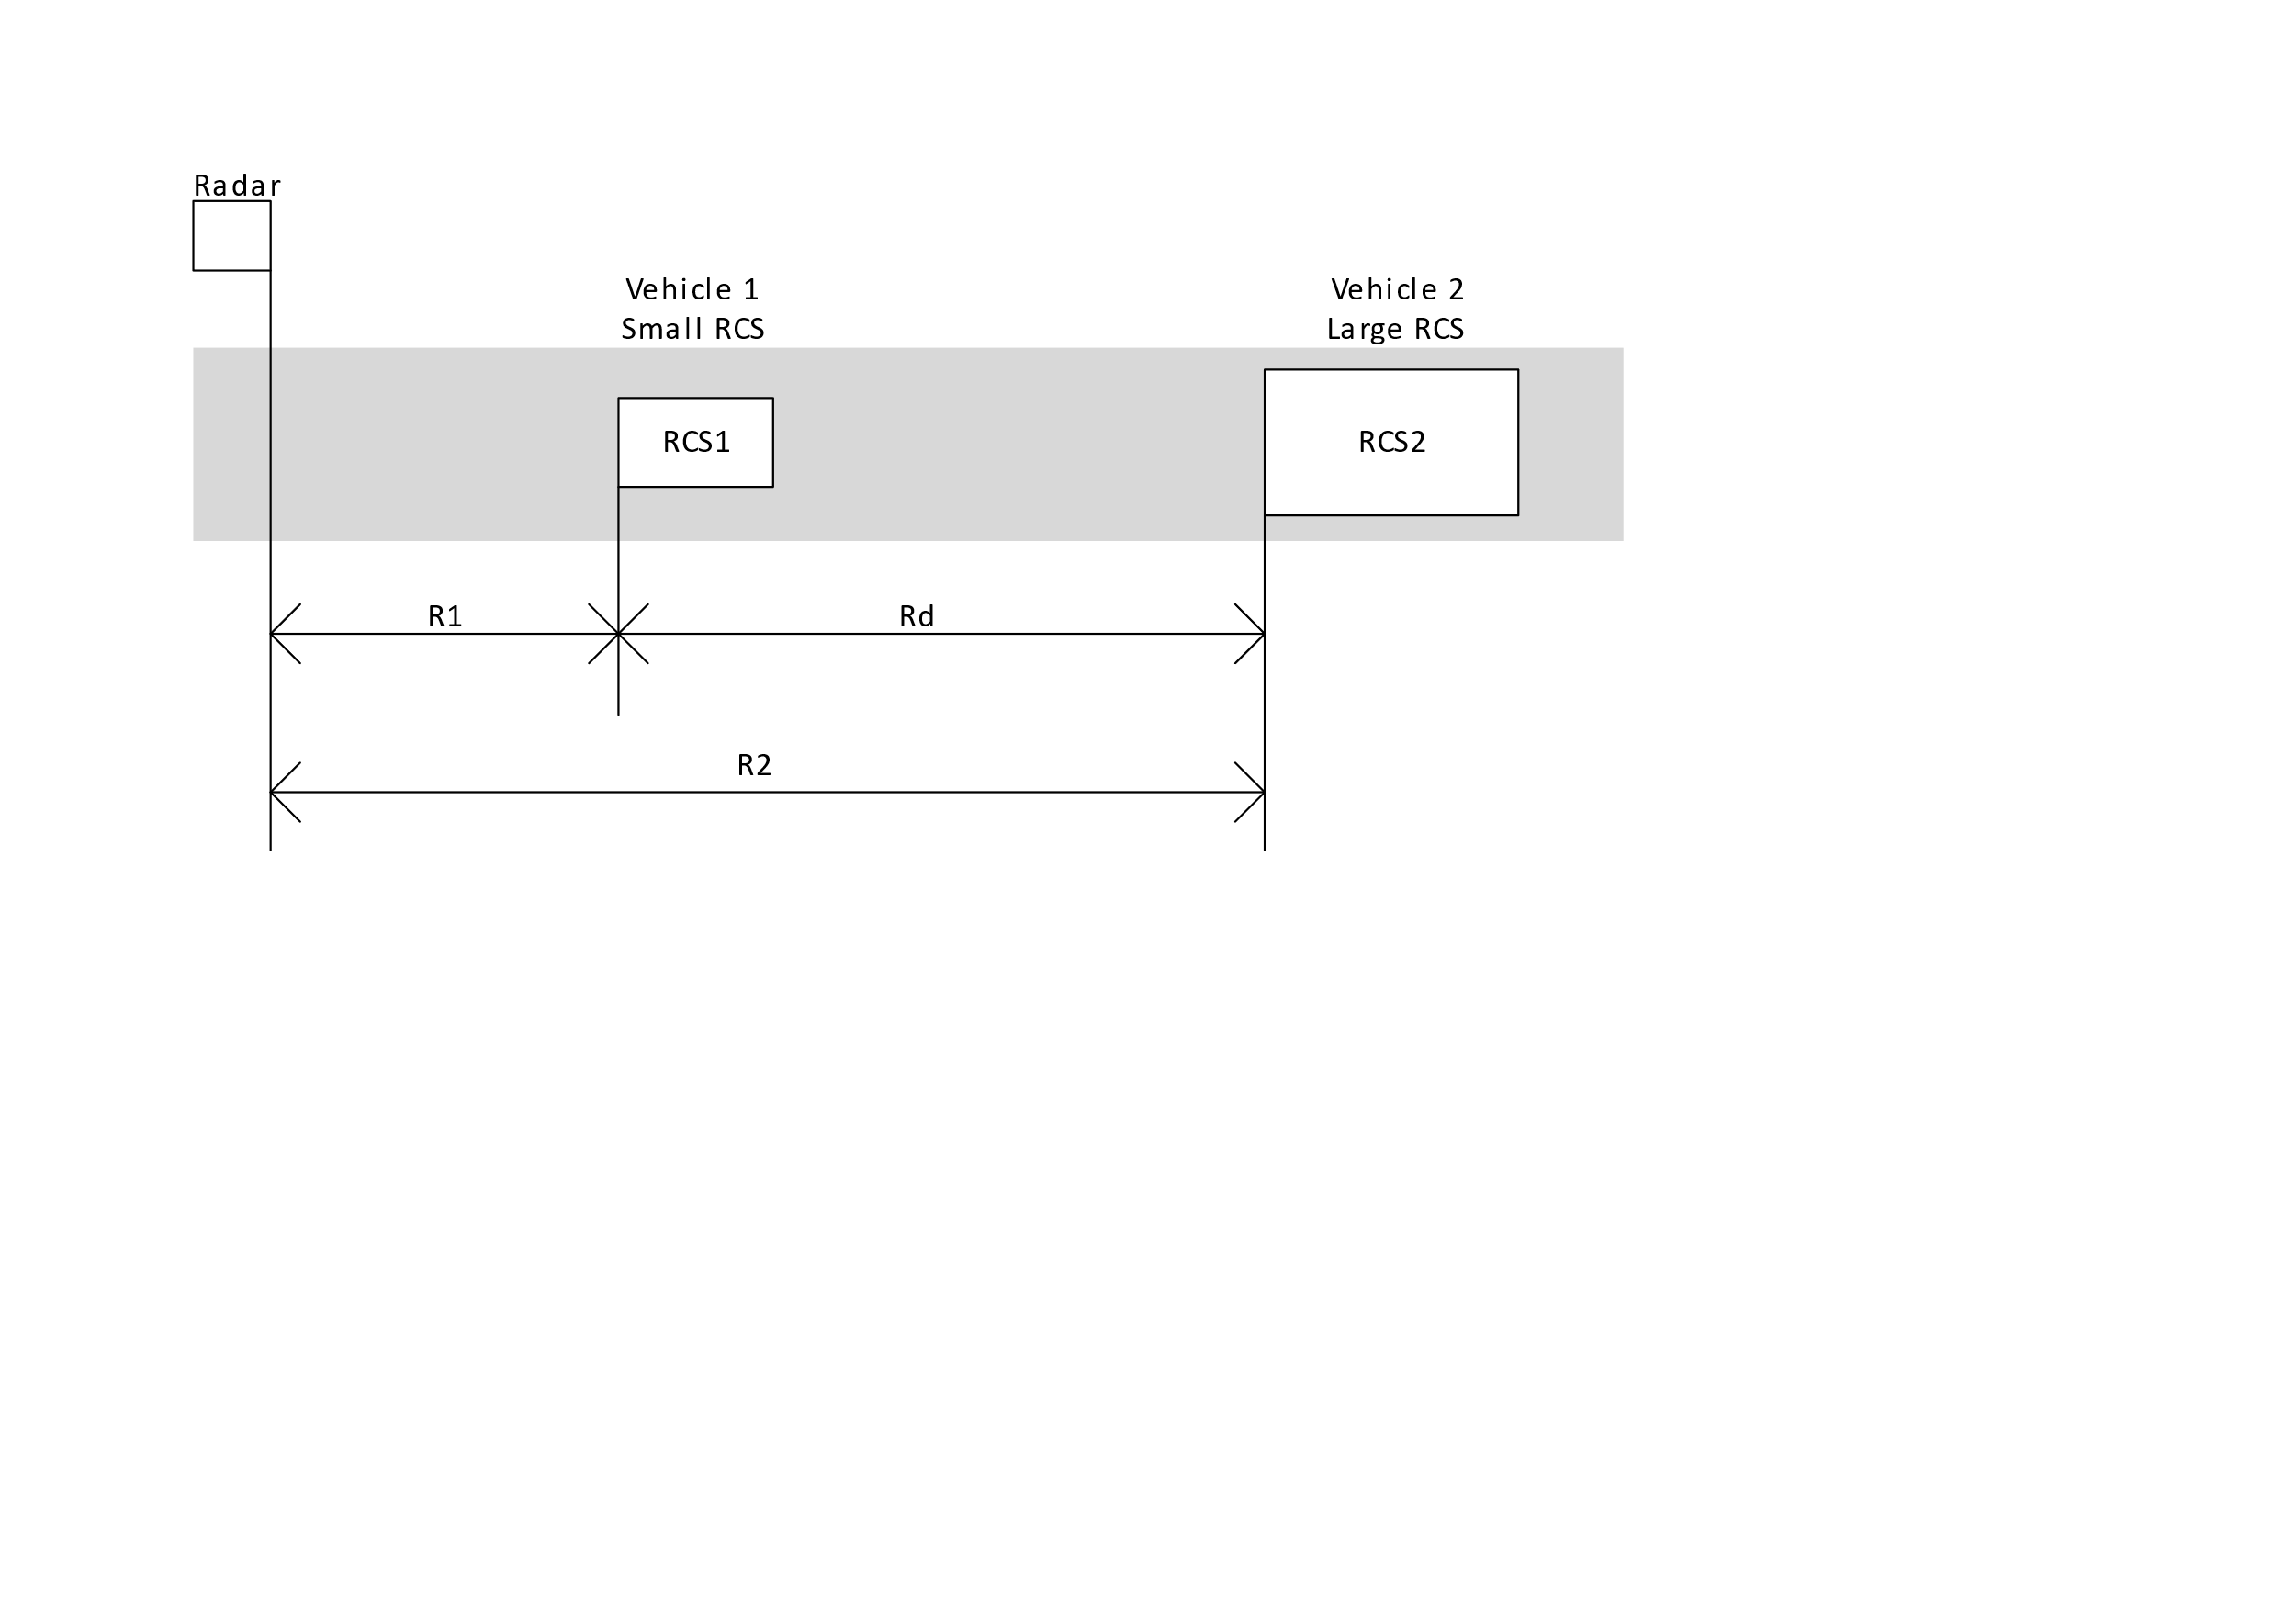 Radar
Vehicle 1
Small RCS
Vehicle 2
Large RCS
RCS1
RCS2
R1
Rd
R2